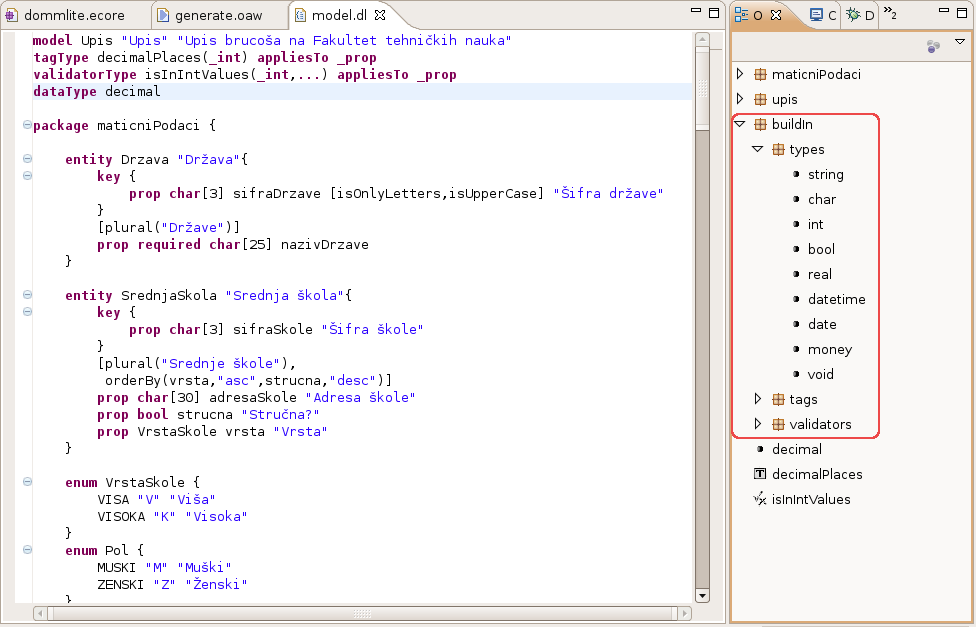 dommlite.ecore
generate.oaw
model.dl
O
C
D
»2
model Upis "Upis" "Upis brucoša na Fakultet tehničkih nauka"
tagType decimalPlaces(_int) appliesTo _prop
validatorType isInIntValues(_int,...) appliesTo _prop
dataType decimal
package maticniPodaci {
entity Drzava "Država"{
key {
prop char[3] sifraDrzave [isOnlyLetters,isUpperCase] "Šifra države"
}
[plural("Države")]
prop required char[25] nazivDrzave
}
entity SrednjaSkola "Srednja škola"{
key {
prop char[3] sifraSkole "Šifra škole"
}
[plural("Srednje škole"),
orderBy(vrsta,"asc",strucna,"desc")]
prop char[30] adresaSkole "Adresa škole"
prop bool strucna "Stručna?"
prop VrstaSkole vrsta "Vrsta"
}
enum VrstaSkole {
VISA "V" "Viša"
VISOKA "K" "Visoka"
}
enum Pol {
MUSKI "M" "Muški"
ZENSKI "Z" "Ženski"
}
maticniPodaci
upis
buildIn
types
string
char
int
bool
real
datetime
date
money
void
tags
validators
decimal
decimalPlaces
isInIntValues